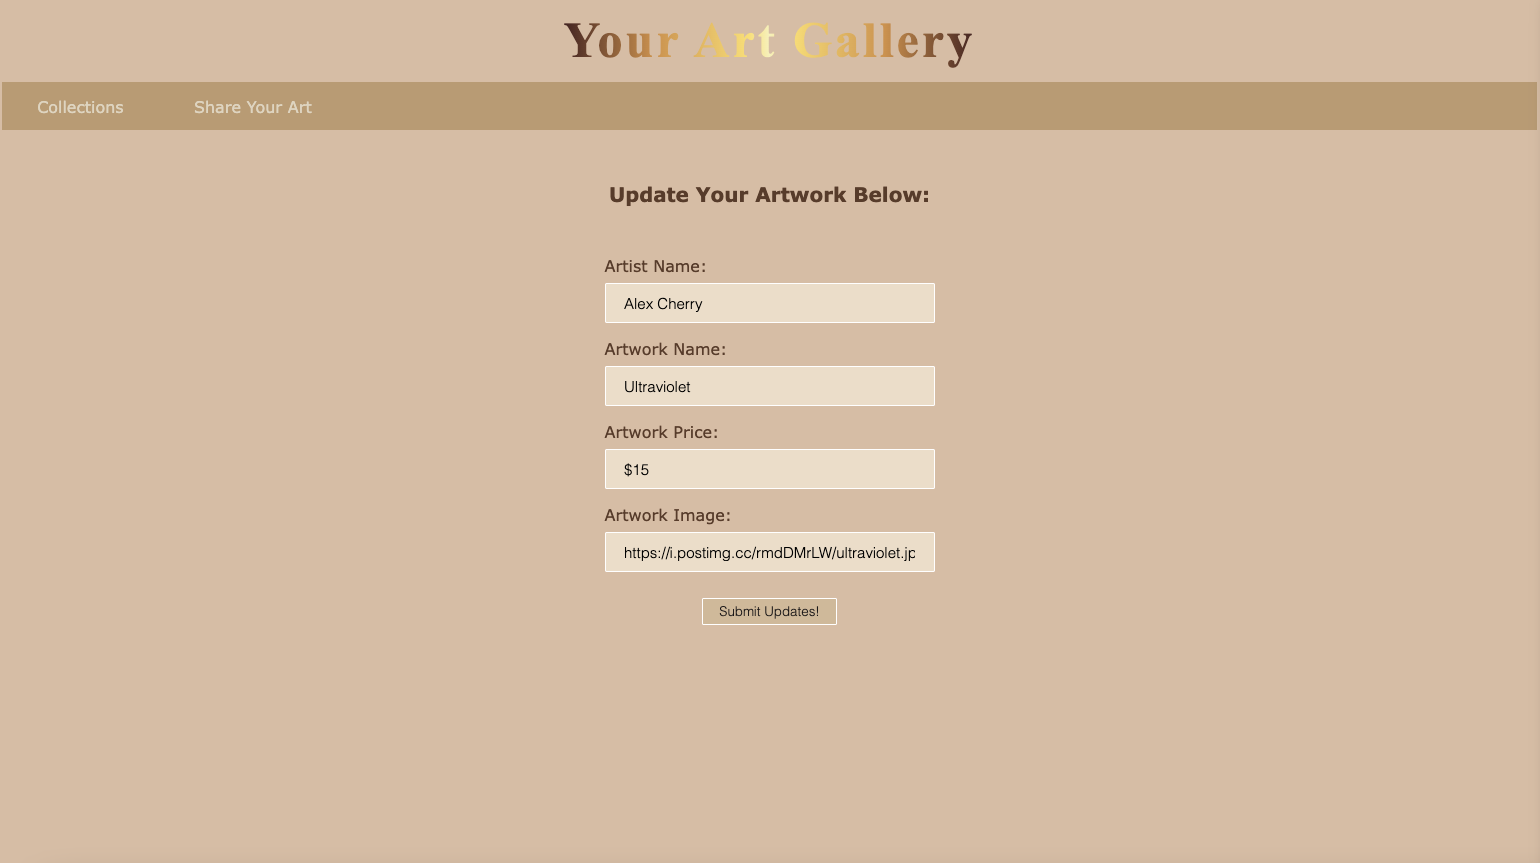 Your Art Gallery
Collections Share Your Art
Update Your Artwork Below:
Artist Name:
Alex Cherry
Artwork Name:
Ultraviolet
Artwork Price:
$15
Artwork Image:
https://i.postimg.cc/rmdDMrLW/ultraviolet.jp
Submit Updates!